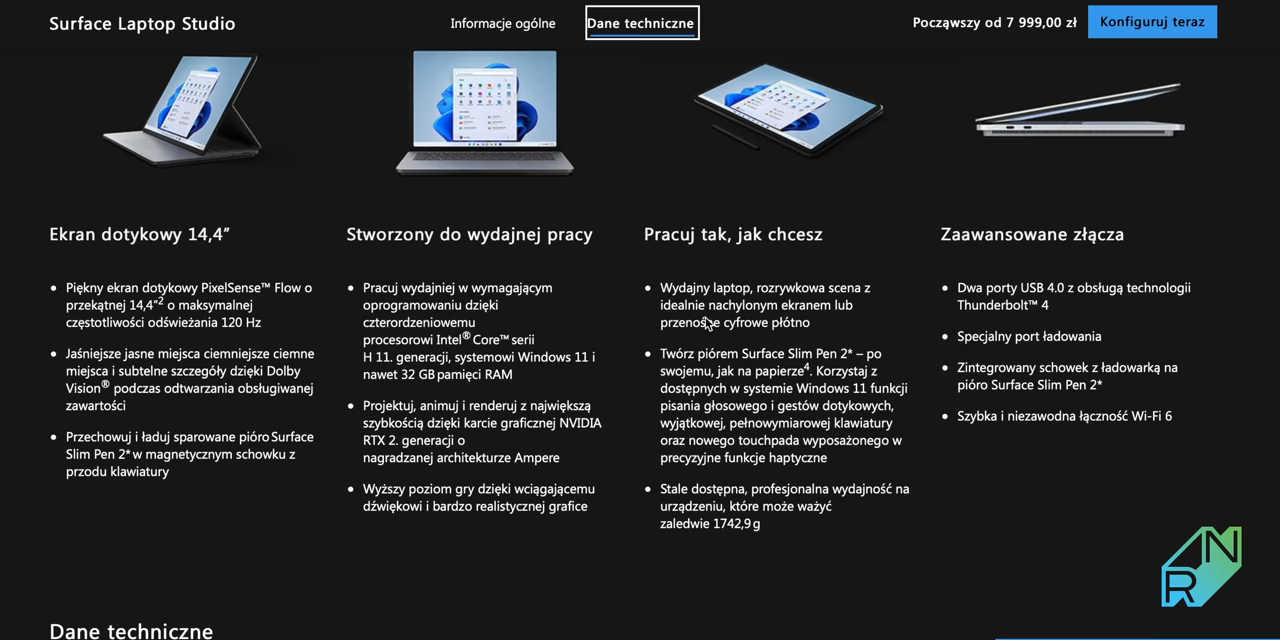 Surface Laptop Studio
Informacje ogólne
Dane techniczne
Począwszy od 7 999,00 zł
Konfiguruj teraz
Ekran dotykowy 14,4”
• Piękny ekran dotykowy PixelSense™ Flow o
przekątnej 14,4”2 o maksymalnej
częstotliwości odświeżania 120 Hz
• Jaśniejsze jasne miejsca ciemniejsze ciemne
miejsca i subtelne szczegóły dzięki Dolby
Vision® podczas odtwarzania obsługiwanej
zawartości
• Przechowuj i ładuj sparowane pióro Surface
Slim Pen 2* w magnetycznym schowku z
przodu klawiatury
Stworzony do wydajnej pracy
• Pracuj wydajniej w wymagającym
oprogramowaniu dzięki
czterordzeniowemu
procesorowi Intel® Core™ serii
H 11. generacji, systemowi Windows 11 i
nawet 32 GB pamięci RAM
• Projektuj, animuj i renderuj z największą
szybkością dzięki karcie graficznej NVIDIA
RTX 2. generacji o
nagradzanej architekturze Ampere
• Wyższy poziom gry dzięki wciągającemu
dźwiękowi i bardzo realistycznej grafice
Pracuj tak, jak chcesz
• Wydajny laptop, rozrywkowa scena z
idealnie nachylonym ekranem lub
przenośne cyfrowe płótno
• Twórz piórem Surface Slim Pen 2* – po
swojemu, jak na papierze4. Korzystaj z
dostępnych w systemie Windows 11 funkcji
pisania głosowego i gestów dotykowych,
wyjątkowej, pełnowymiarowej klawiatury
oraz nowego touchpada wyposażonego w
precyzyjne funkcje haptyczne
• Stale dostępna, profesjonalna wydajność na
urządzeniu, które może ważyć
zaledwie 1742,9 g
Zaawansowane złącza
• Dwa porty USB 4.0 z obsługą technologii
Thunderbolt™ 4
• Specjalny port ładowania
• Zintegrowany schowek z ładowarką na
pióro Surface Slim Pen 2*
• Szybka i niezawodna łączność Wi-Fi 6
RN
Dane techniczne